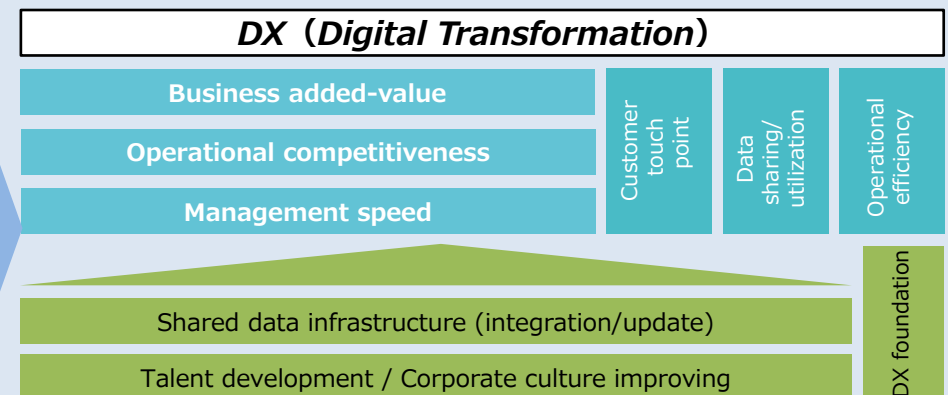 DX（Digital Transformation）
Business added-value
Operational competitiveness
Management speed
Customer
touch
point
Data
sharing/
utilization
Operational
efficiency
Shared data infrastructure (integration/update)
Talent development / Corporate culture improving
DX foundation